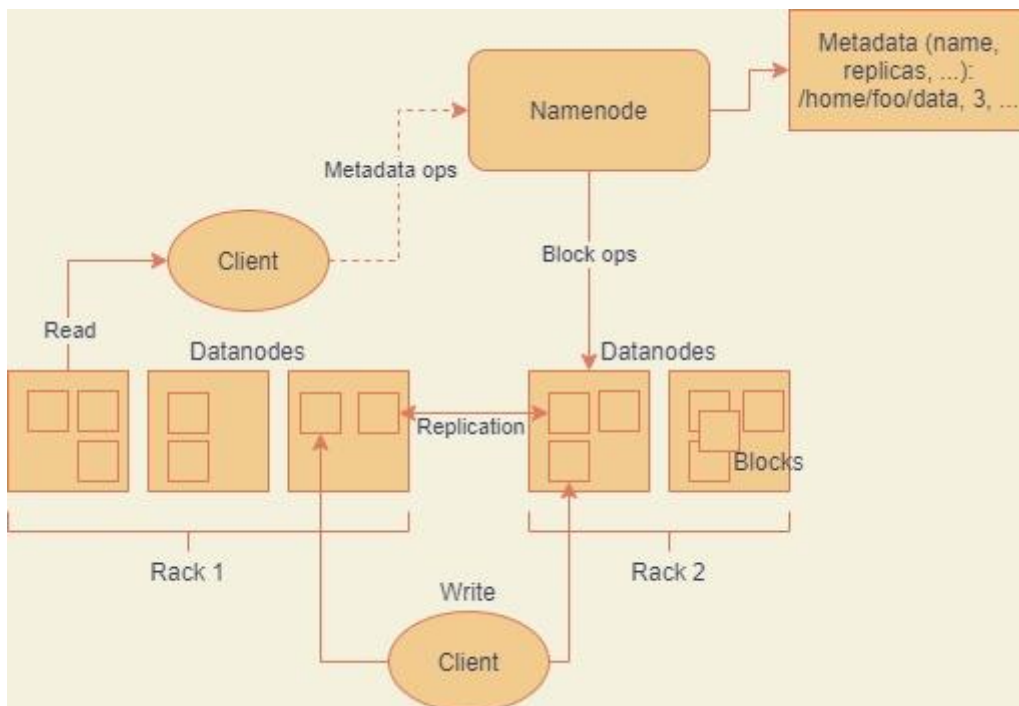 Metadata (name,
replicas, ...):
/home/foo/data, 3, ...
Namenode
Metadata ops
Client
Block ops
Read
Datanodes
Datanodes
Replication
Blocks
Rack 1
Rack 2
Write
Client